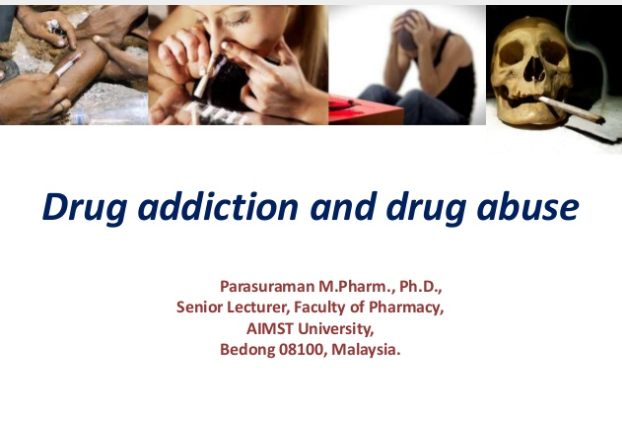 Drug addiction and drug abuse
Parasuraman M.Pharm., Ph.D.,
Senior Lecturer, Faculty of Pharmacy,
AIMST University,
Bedong 08100, Malaysia.